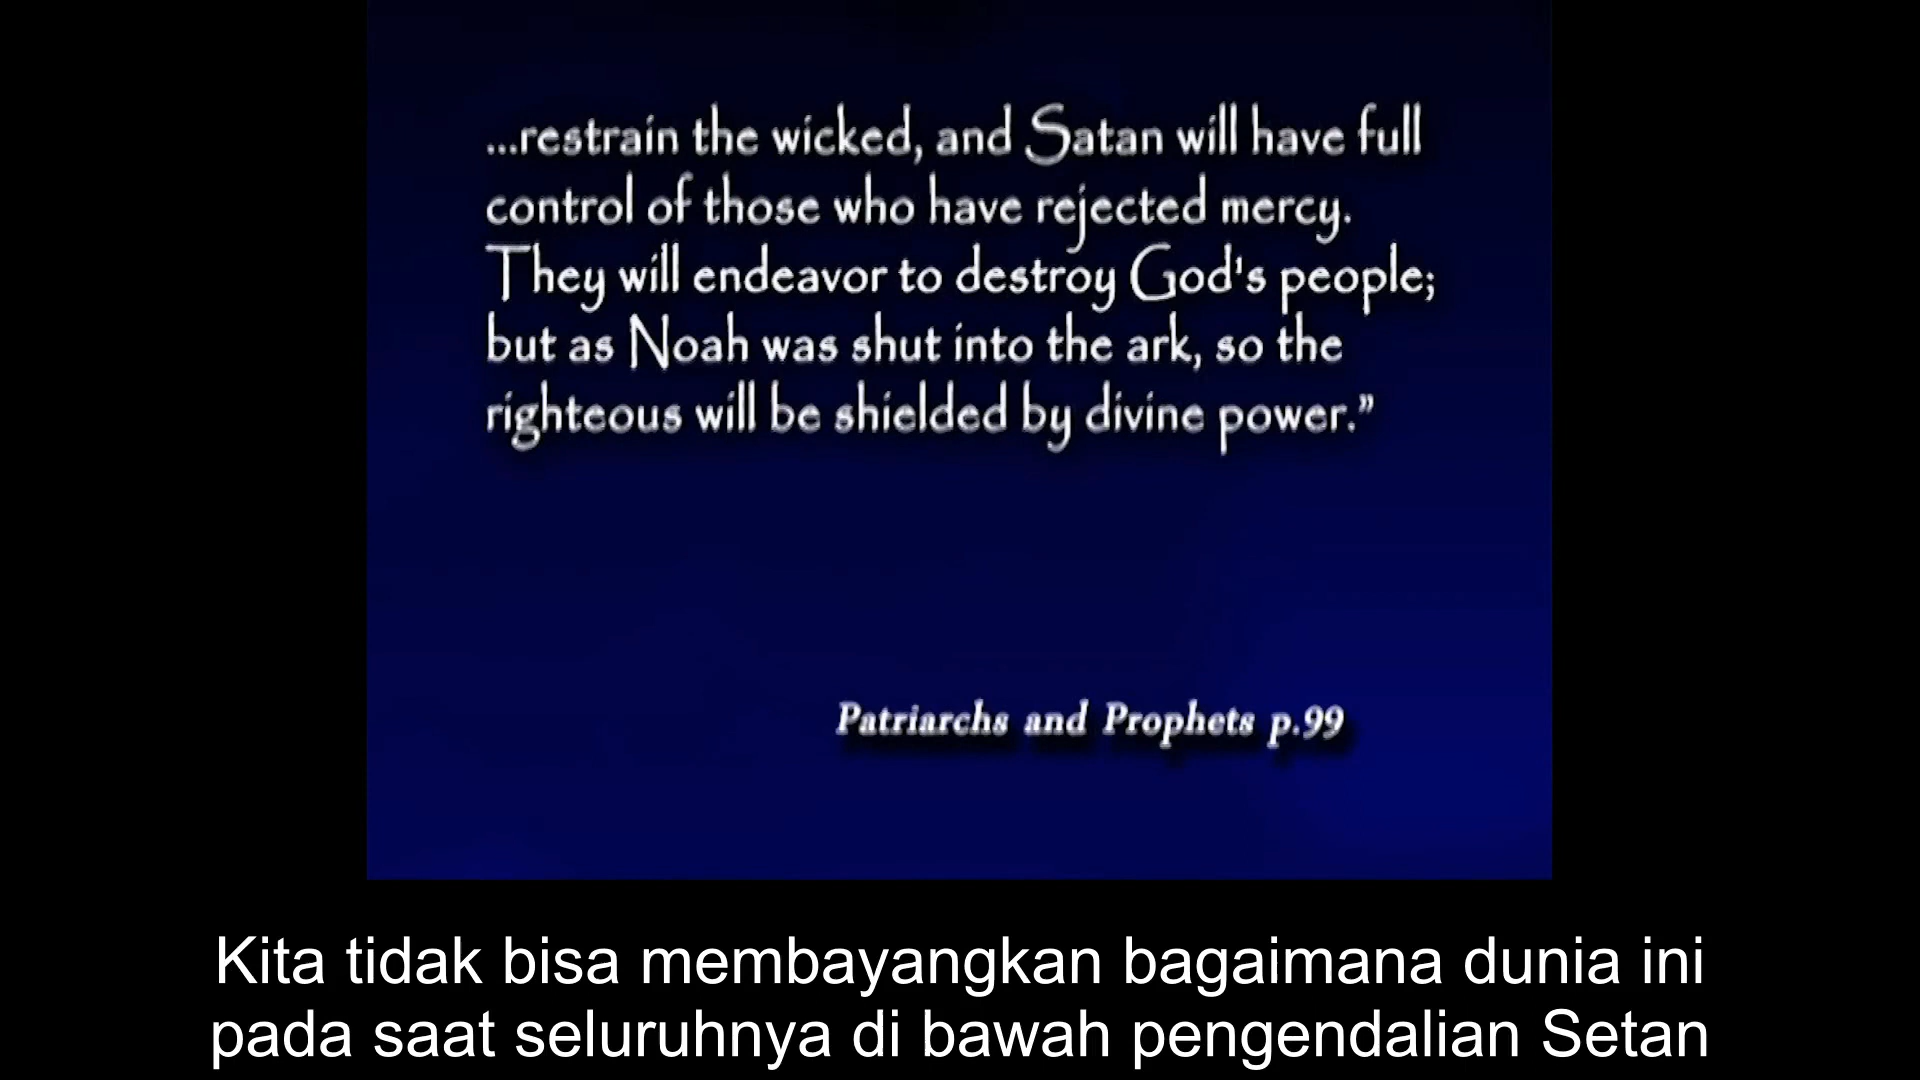 ...restrain the wicked, and Satan will have full
control of those who have rejected mercy.
They will endeavor to destroy God's people;
but as Noah was shut into the ark, so the
righteous will be shielded by divine power.”
Patriarchs and Prophets p.99
Kita tidak bisa membayangkan bagaimana dunia ini
pada saat seluruhnya di bawah pengendalian Setan